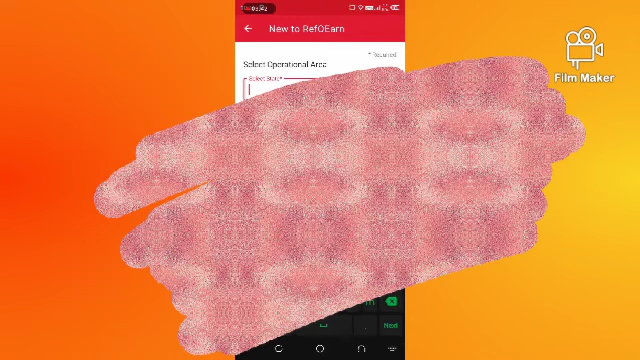 New to RefOEarn
* Required
Select Operational Area
Select State*
Film Maker
Next